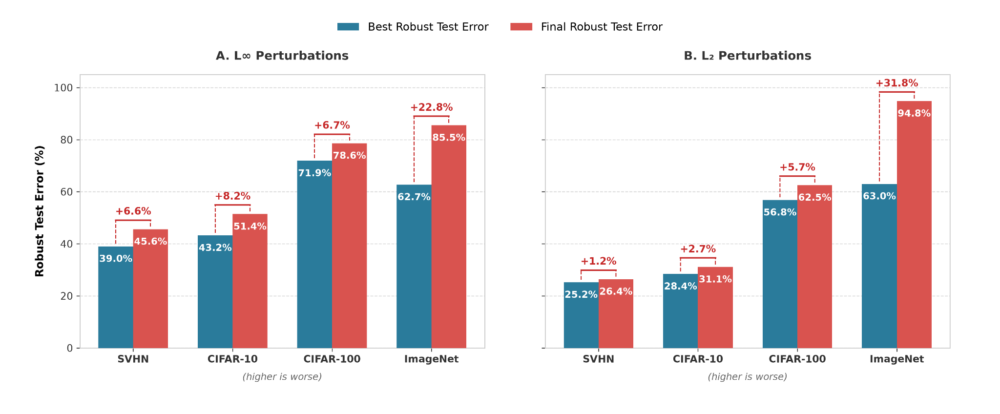 Best Robust Test Error
Final Robust Test Error
A. L∞ Perturbations
Robust Test Error (%)
100
80
60
40
20
0
+6.6%
39.0%
45.6%
+8.2%
43.2%
51.4%
+6.7%
71.9%
78.6%
+22.8%
62.7%
85.5%
SVHN
CIFAR-10
CIFAR-100
ImageNet
(higher is worse)
B. L₂ Perturbations
+1.2%
25.2%
26.4%
+2.7%
28.4%
31.1%
+5.7%
56.8%
62.5%
+31.8%
63.0%
94.8%
SVHN
CIFAR-10
CIFAR-100
ImageNet
(higher is worse)